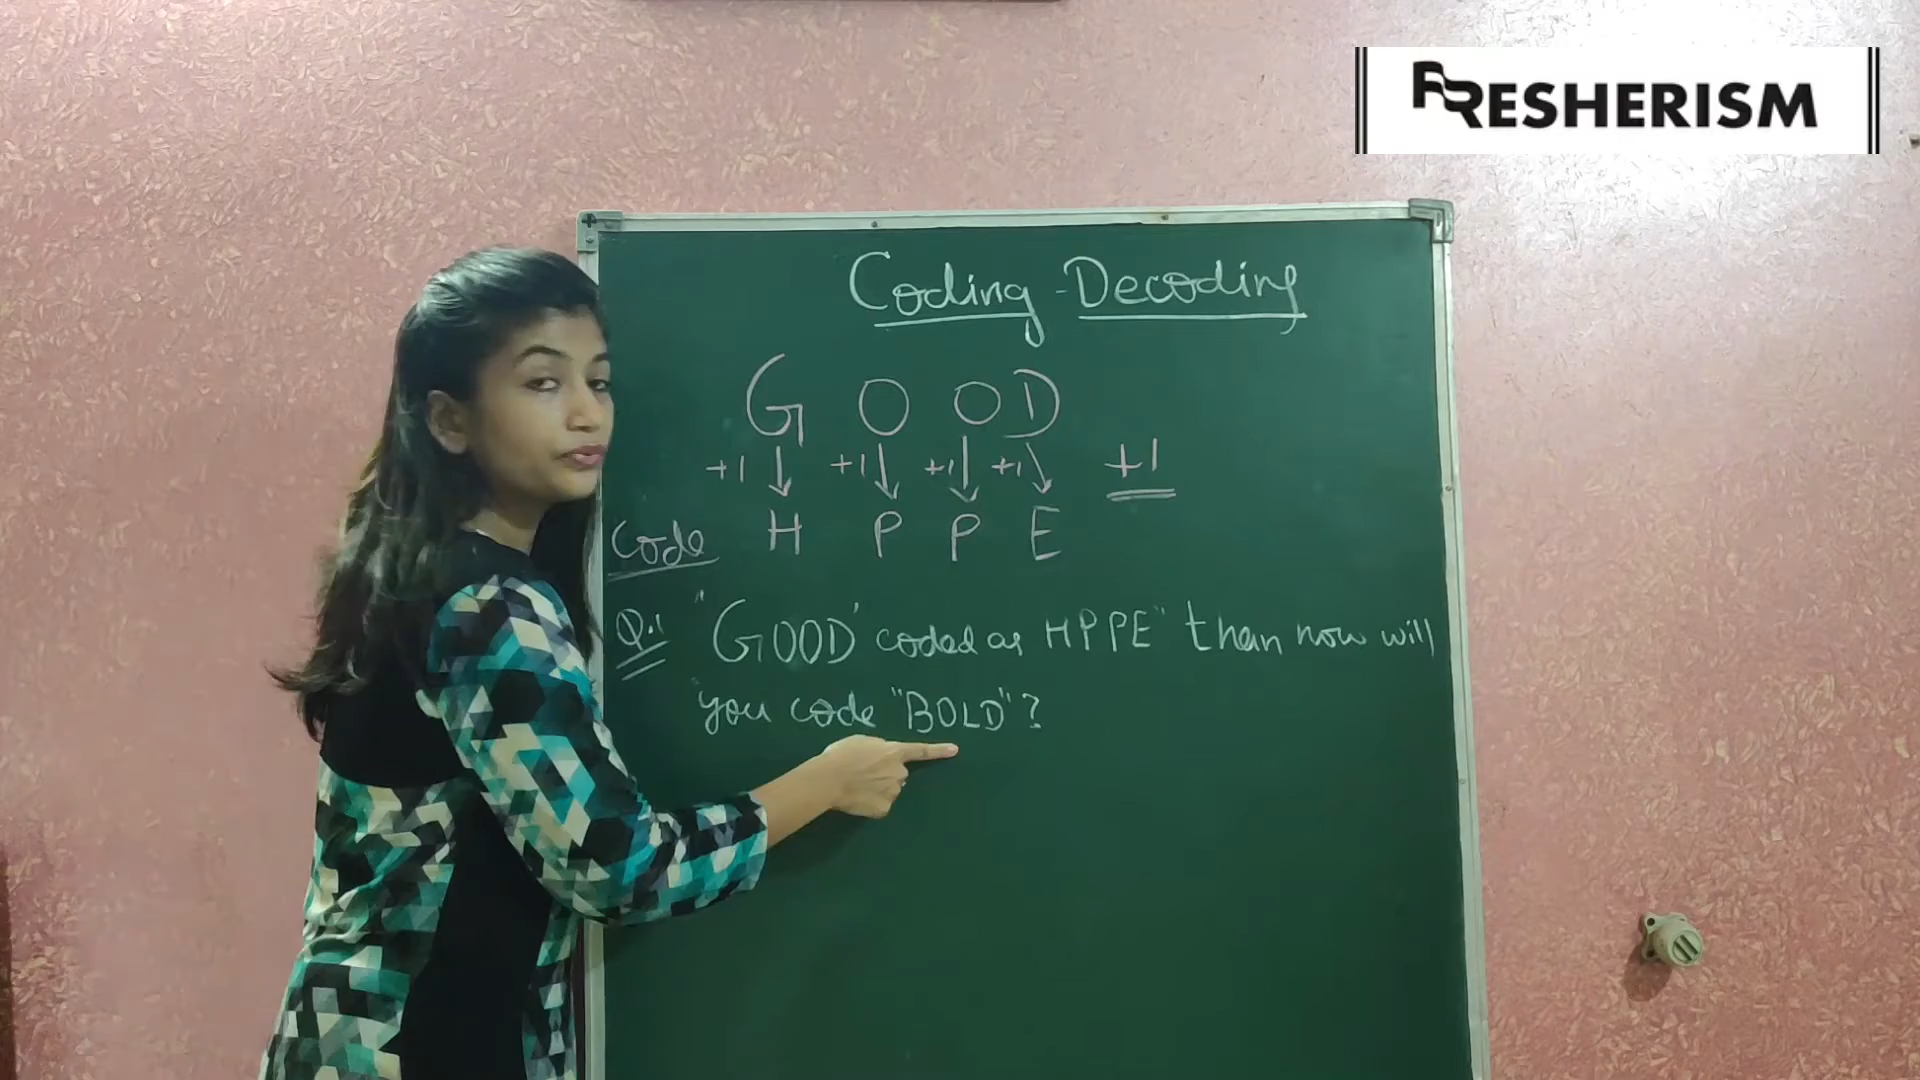 FRESHERISM
Coding - Decoding
G O O D
+1 +1 +1 +1 +1
Code H P P E
Q.1 "GOOD' coded as HPPE" than how will
you code "BOLD"?